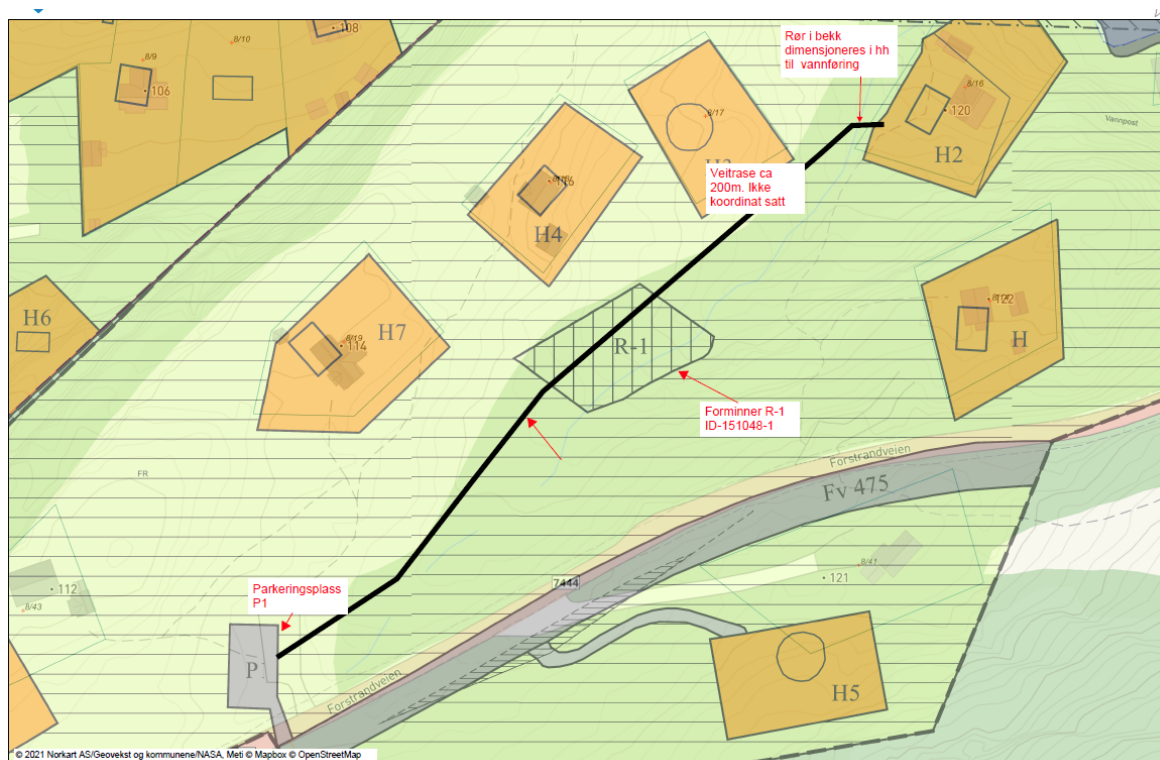 Rør i bekk
dimensjoneres i hh
til vannføring
108
8/10
8/9
106
8/16
120
H2
Vannpost
8/17
Veitrase ca
200m. Ikke
koordinat satt
116
H4
H6
8/19
114
H7
R-1
122
H
Forminner R-1
ID-151048-1
FR
Forstrandveien
Fv 475
7444
8/41
121
112
8/43
Parkeringsplass
P1
P
H5
Forstrandveien
© 2021 Norkart AS/Geovekst og kommunene/NASA, Meti © Mapbox © OpenStreetMap